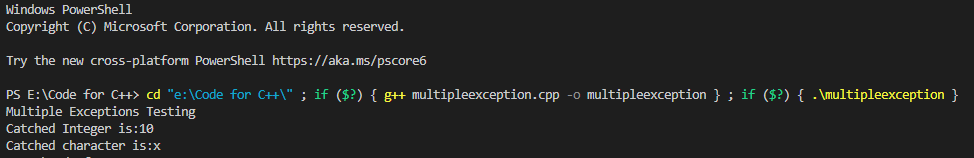 Windows PowerShell
Copyright (C) Microsoft Corporation. All rights reserved.
Try the new cross-platform PowerShell https://aka.ms/pscore6
PS E:\Code for C++> cd "e:\Code for C++\" ; if ($?) { g++ multipleexception.cpp -o multipleexception } ; if ($?) { .\multipleexception }
Multiple Exceptions Testing
Catched Integer is:10
Catched character is:x